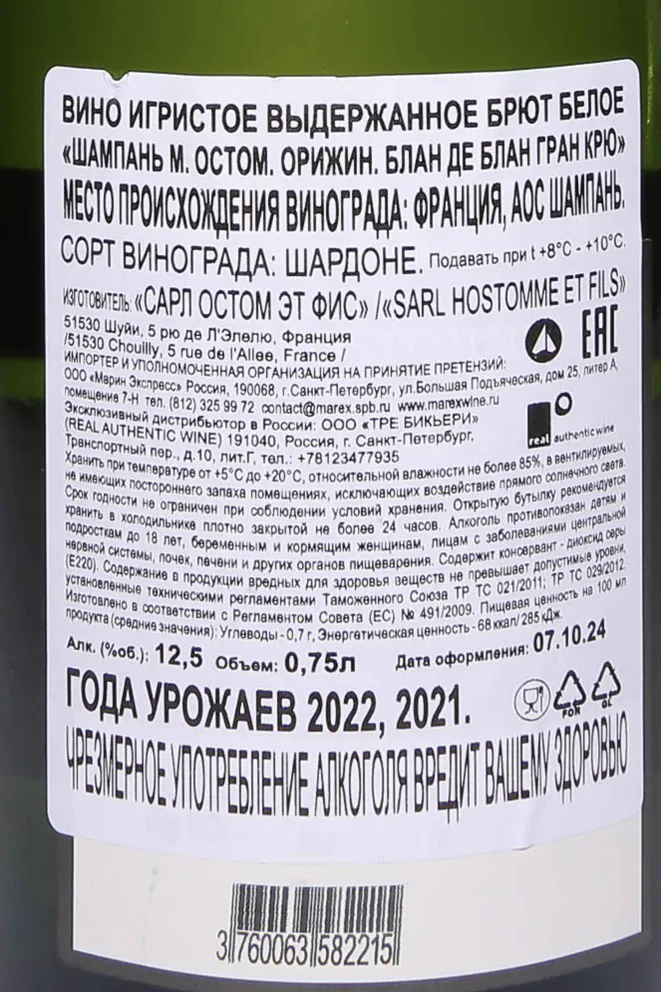 ВИНО ИГРИСТОЕ ВЫДЕРЖАННОЕ БРЮТ БЕЛОЕ
«ШАМПАНЬ М. ОСТОМ. ОРИЖИН. БЛАН ДЕ БЛАН ГРАН КРЮ»
МЕСТО ПРОИСХОЖДЕНИЯ ВИНОГРАДА: ФРАНЦИЯ, АОС ШАМПАНЬ.
СОРТ ВИНОГРАДА: ШАРДОНЕ. Подавать при t +8°C - +10°C.
ИЗГОТОВИТЕЛЬ: «САРЛ ОСТОМ ЭТ ФИС» /«SARL HOSTOMME ET FILS»
51530 Шуйи, 5 рю де Л'Элелю, Франция
/51530 Chouilly, 5 rue de l'Allee, France /
EAC
ИМПОРТЕР И УПОЛНОМОЧЕННАЯ ОРГАНИЗАЦИЯ НА ПРИНЯТИЕ ПРЕТЕНЗИЙ:
ООО «Марин Экспресс» Россия, 190068, г.Санкт-Петербург, ул.Большая Подъяческая, дом 25, литер А,
помещение 7-Н тел. (812) 325 99 72 contact@marex.spb.ru www.marexwine.ru
Эксклюзивный дистрибьютор в России: ООО «ТРЕ БИКЬЕРИ»
(REAL AUTHENTIC WINE) 191040, Россия, г. Санкт-Петербург,
Транспортный пер., д.10, лит.Г, тел.: +78123477935
real authentic wine
Хранить при температуре от +5°C до +20°C, относительной влажности не более 85%, в вентилируемых,
не имеющих постороннего запаха помещениях, исключающих воздействие прямого солнечного света.
Срок годности не ограничен при соблюдении условий хранения. Открытую бутылку рекомендуется
хранить в холодильнике плотно закрытой не более 24 часов. Алкоголь противопоказан детям и
подросткам до 18 лет, беременным и кормящим женщинам, лицам с заболеваниями центральной
нервной системы, почек, печени и других органов пищеварения. Содержит консервант - диоксид серы
(Е220). Содержание в продукции вредных для здоровья веществ не превышает допустимые уровни,
установленные техническими регламентами Таможенного Союза ТР ТС 021/2011; ТР ТС 029/2012.
Изготовлено в соответствии с Регламентом Совета (ЕС) № 491/2009. Пищевая ценность на 100 мл
продукта (средние значения): Углеводы - 0,7 г, Энергетическая ценность - 68 ккал/ 285 кДж.
Алк. (%об.): 12,5 Объем: 0,75л Дата оформления: 07.10.24
ГОДА УРОЖАЕВ 2022, 2021.
FOR GL
ЧРЕЗМЕРНОЕ УПОТРЕБЛЕНИЕ АЛКОГОЛЯ ВРЕДИТ ВАШЕМУ ЗДОРОВЬЮ
3 760063 582215